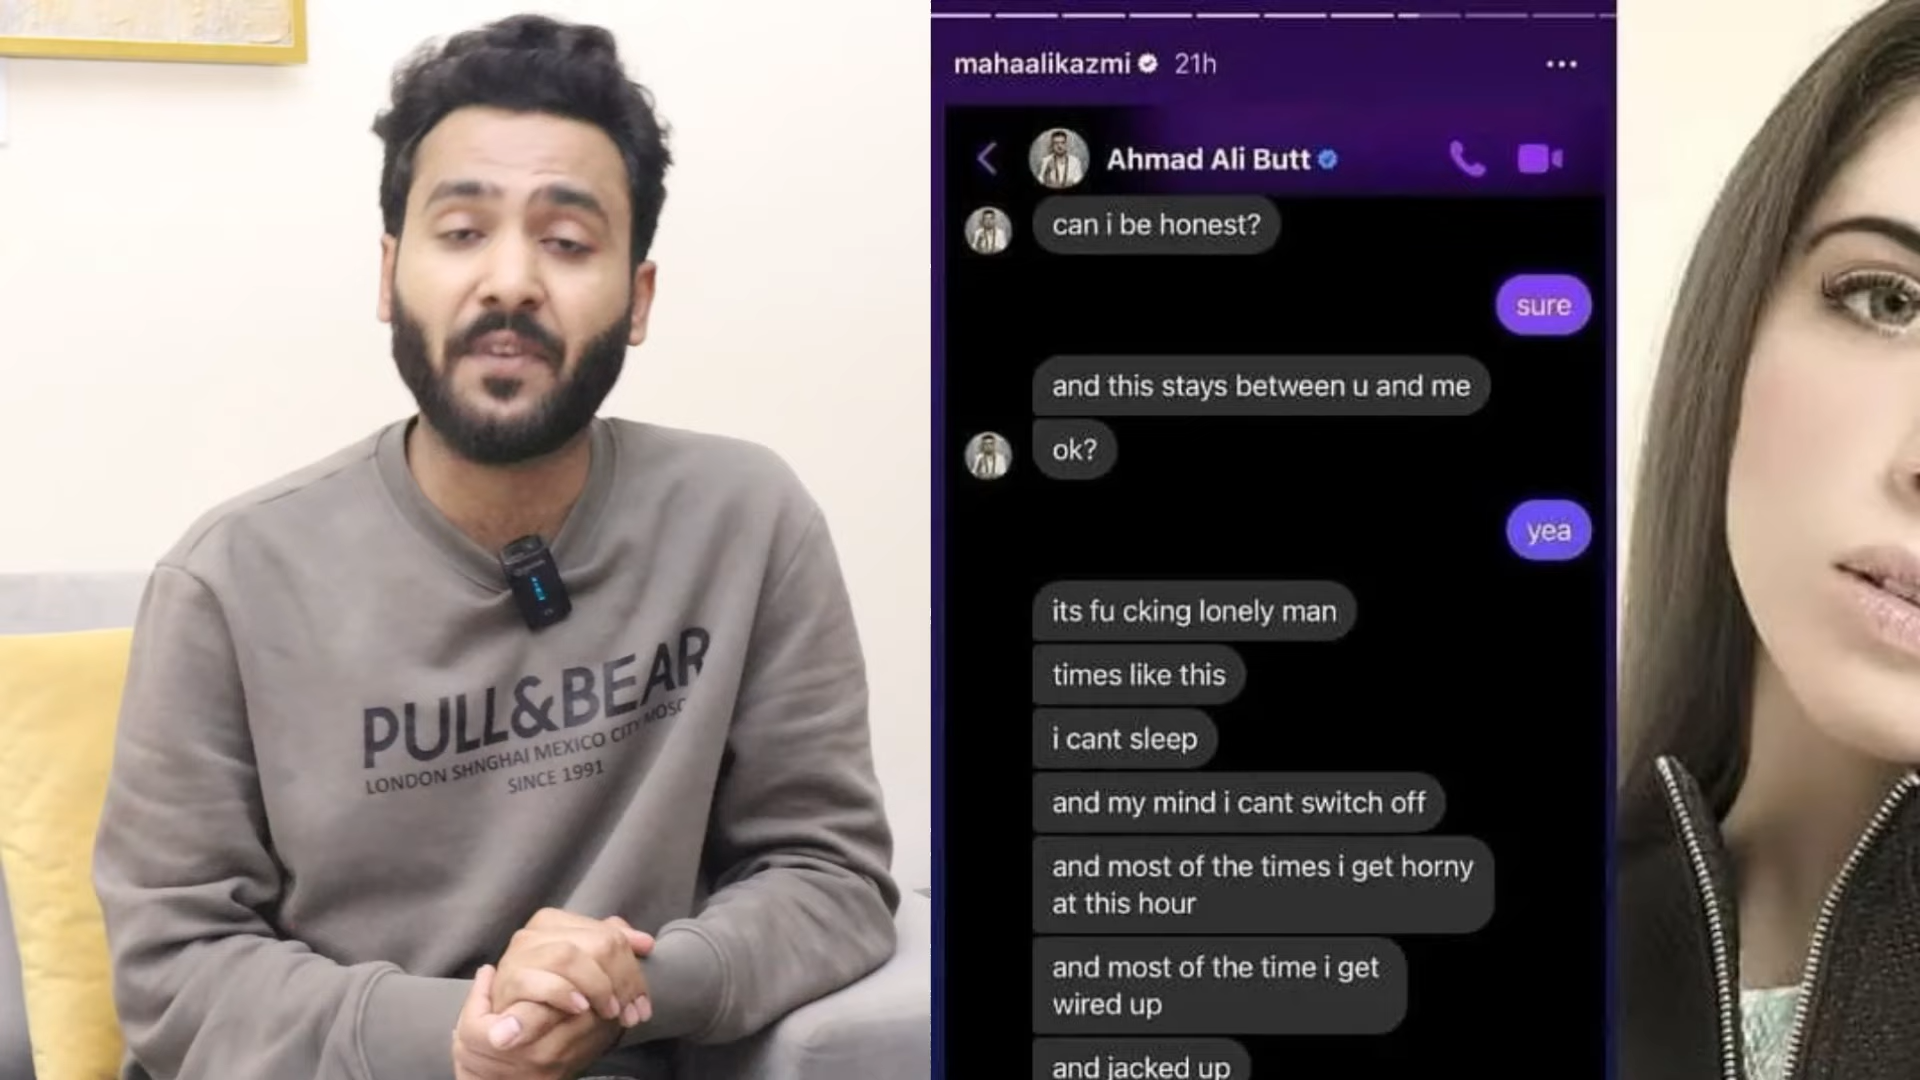 PULL&BEAR
LONDON SHNGHAI MEXICO CITY MOSC
SINCE 1991
mahaalikazmi 21h
Ahmad Ali Butt
can i be honest?
sure
and this stays between u and me
ok?
yea
its fu cking lonely man
times like this
i cant sleep
and my mind i cant switch off
and most of the times i get horny
at this hour
and most of the time i get
wired up
and jacked up